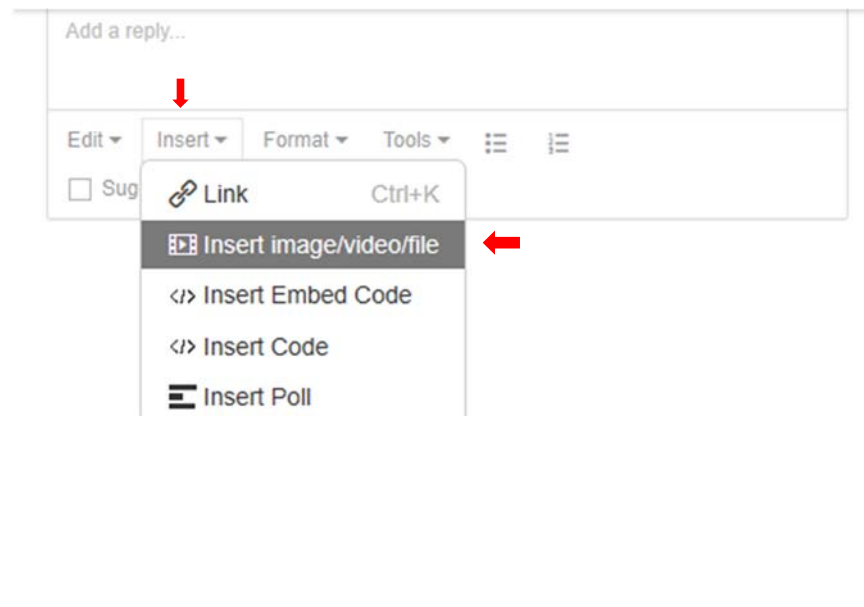 Add a reply...
Edit Insert Format Tools
Sug
Link Ctrl+K
Insert image/video/file
Insert Embed Code
Insert Code
Insert Poll